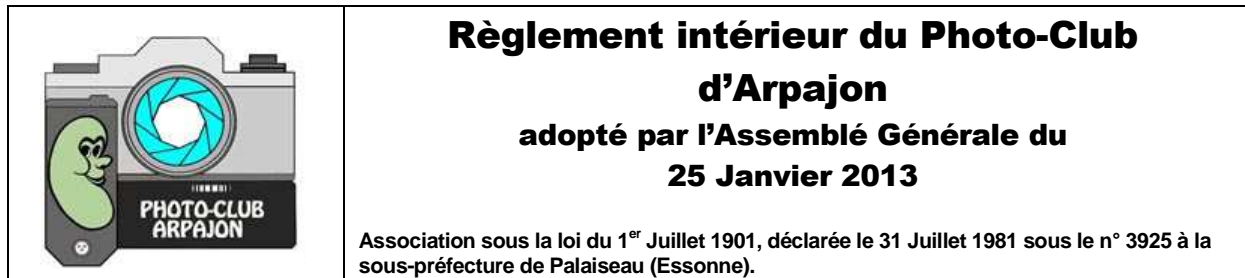 PHOTO-CLUB
ARPAJON
Règlement intérieur du Photo-Club
d’Arpajon
adopté par l’Assemblé Générale du
25 Janvier 2013
Association sous la loi du 1er Juillet 1901, déclarée le 31 Juillet 1981 sous le n° 3925 à la
sous-préfecture de Palaiseau (Essonne).